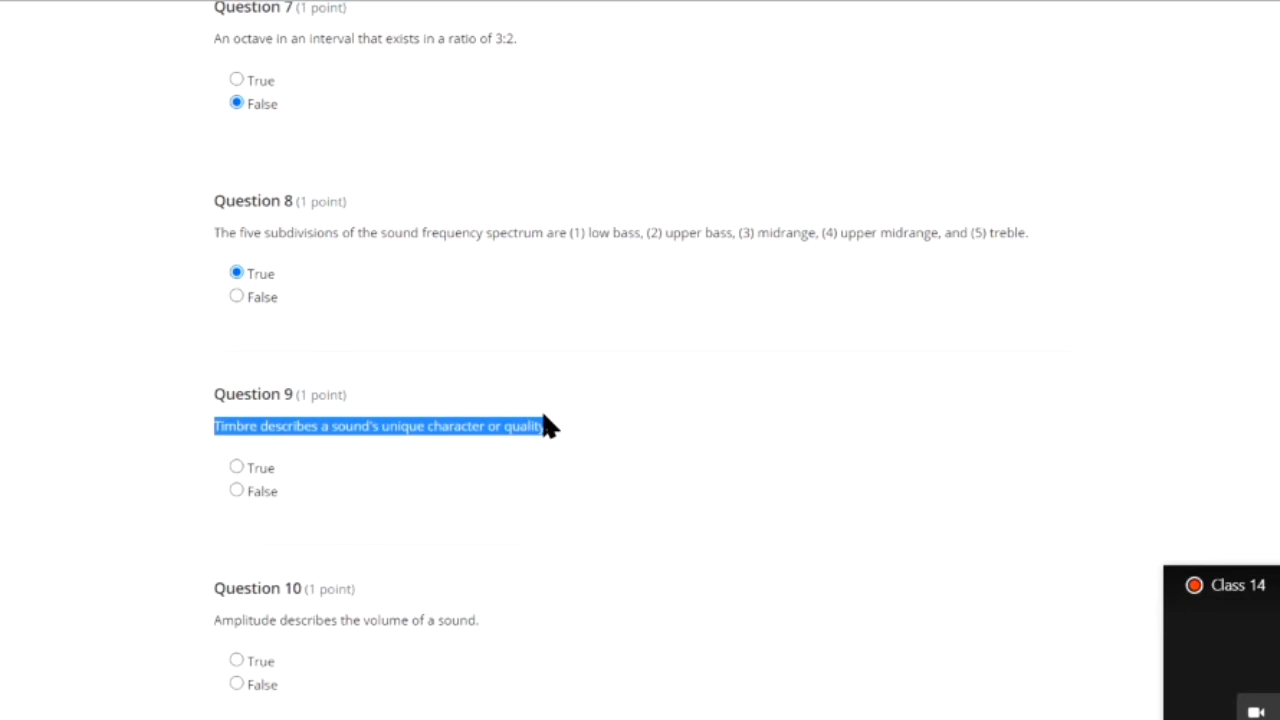 Question 7 (1 point)
An octave in an interval that exists in a ratio of 3:2.
True
False
Question 8 (1 point)
The five subdivisions of the sound frequency spectrum are (1) low bass, (2) upper bass, (3) midrange, (4) upper midrange, and (5) treble.
True
False
Question 9 (1 point)
Timbre describes a sound's unique character or quality
True
False
Question 10 (1 point)
Amplitude describes the volume of a sound.
True
False
Class 14